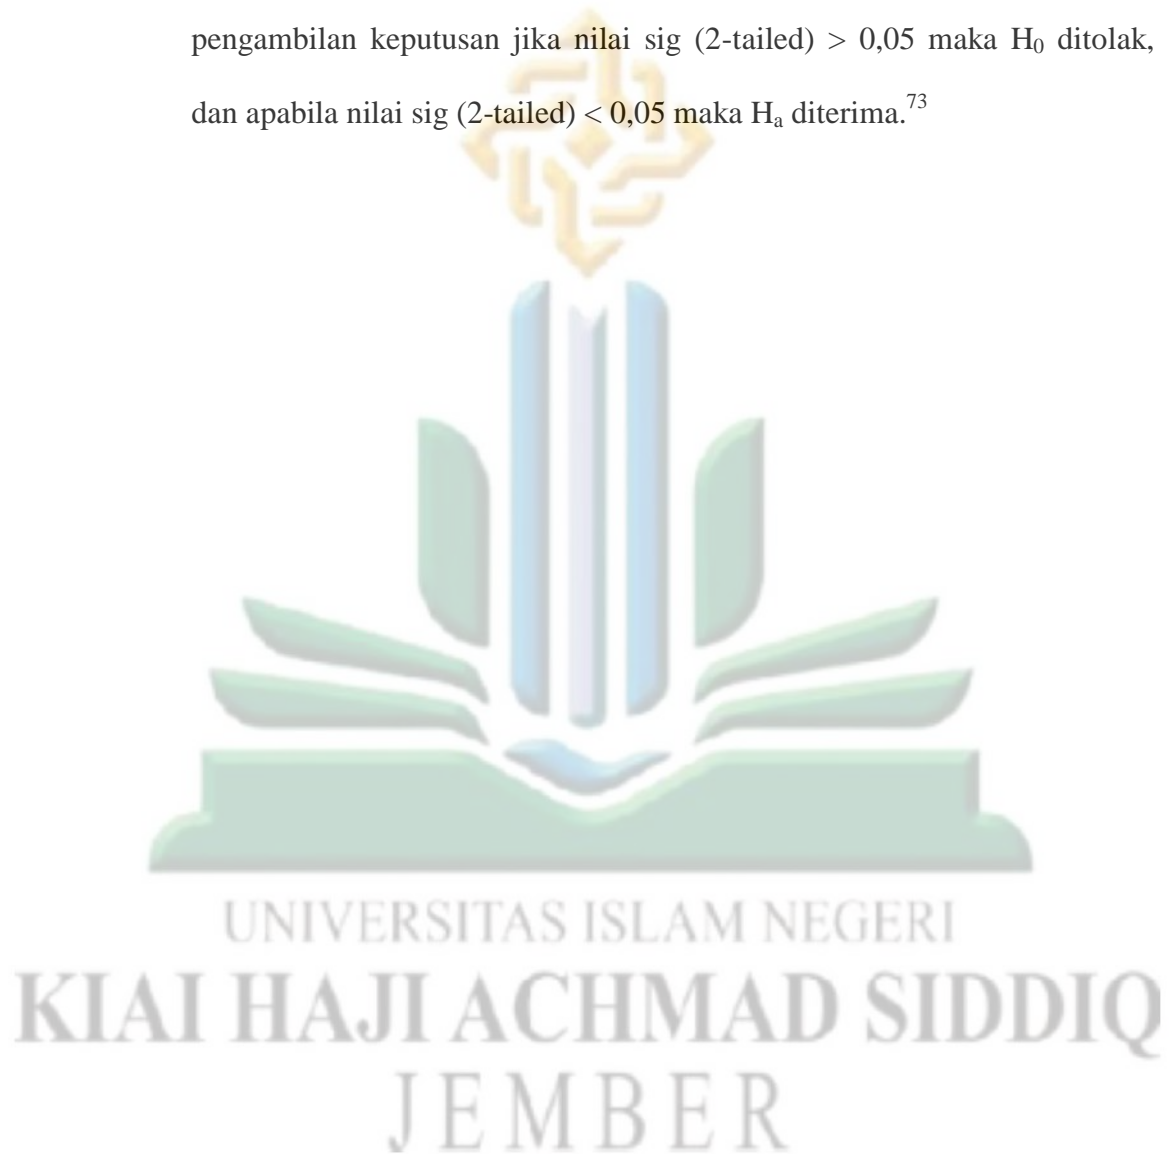 pengambilan keputusan jika nilai sig (2-tailed) > 0,05 maka H₀ ditolak,
dan apabila nilai sig (2-tailed) < 0,05 maka Hₐ diterima.⁷³
UNIVERSITAS ISLAM NEGERI
KIAI HAJI ACHMAD SIDDIQ
JEMBER